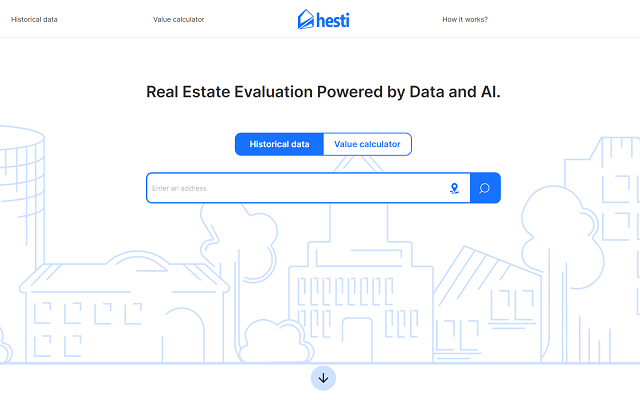 Historical data
Value calculator
hesti
How it works?
Real Estate Evaluation Powered by Data and AI.
Historical data
Value calculator
Enter an address